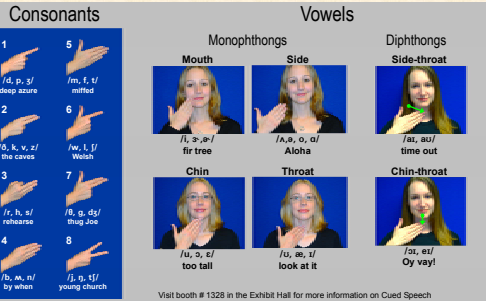 Consonants
Vowels
1
/d, p, ʒ/
deep azure
5
/m, f, t/
miffed
2
/ð, k, v, z/
the caves
6
/w, l, ʃ/
Welsh
3
/r, h, s/
rehearse
7
/θ, g, dʒ/
thug Joe
4
/b, ʍ, n/
by when
8
/j, ŋ, tʃ/
young church
Monophthongs
Diphthongs
Mouth
/i, ɝ,ɚ/
fir tree
Side
/ʌ,ə, o, ɑ/
Aloha
Side-throat
/aɪ, aʊ/
time out
Chin
/u, ɔ, ɛ/
too tall
Throat
/ʊ, æ, ɪ/
look at it
Chin-throat
/ɔɪ, eɪ/
Oy vay!
Visit booth # 1328 in the Exhibit Hall for more information on Cued Speech